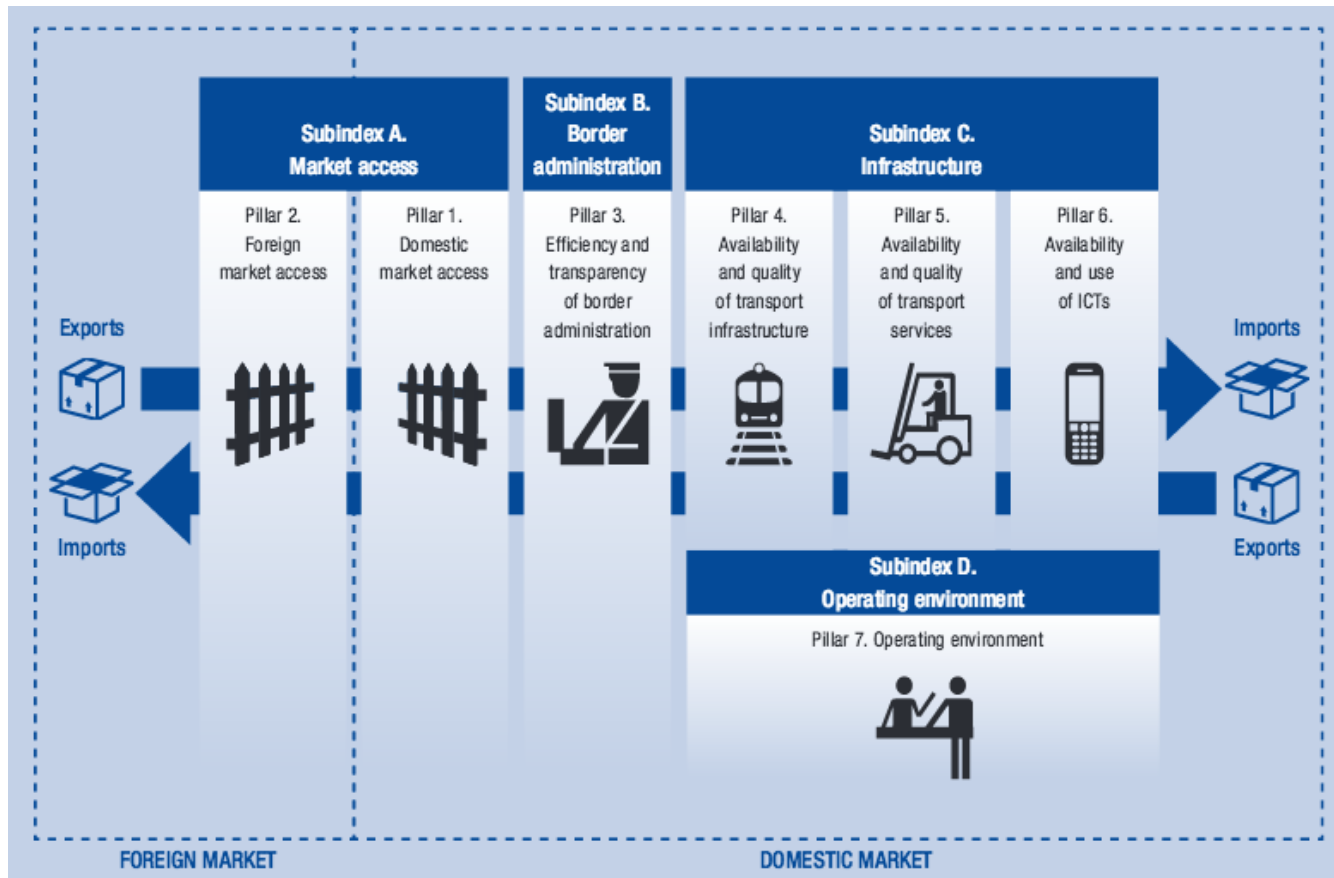 Subindex A.
Market access
Subindex B.
Border
administration
Subindex C.
Infrastructure
Pillar 2.
Foreign
market access
Pillar 1.
Domestic
market access
Pillar 3.
Efficiency and
transparency
of border
administration
Pillar 4.
Availability
and quality
of transport
infrastructure
Pillar 5.
Availability
and quality
of transport
services
Pillar 6.
Availability
and use
of ICTs
Exports
Imports
Imports
Exports
Subindex D.
Operating environment
Pillar 7. Operating environment
FOREIGN MARKET
DOMESTIC MARKET